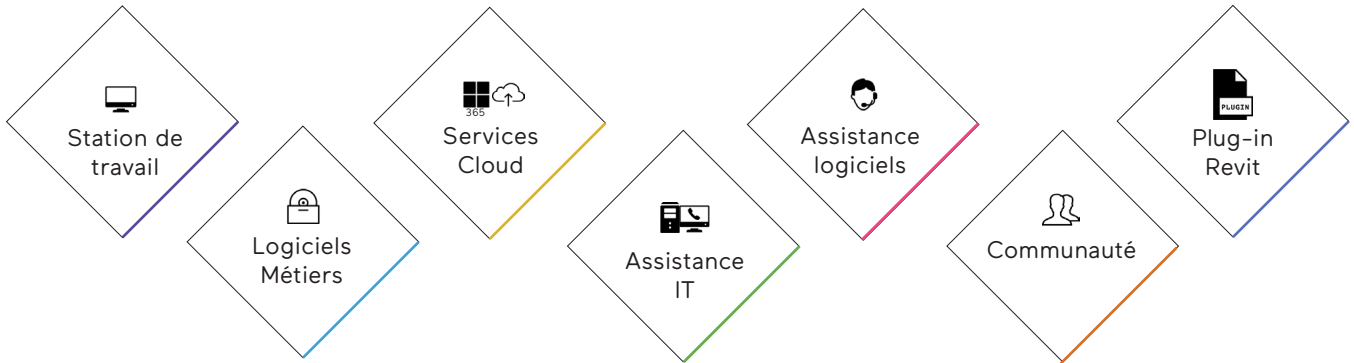 Station de
travail
Logiciels
Métiers
365
Services
Cloud
Assistance
IT
Assistance
logiciels
Communauté
PLUGIN
Plug-in
Revit